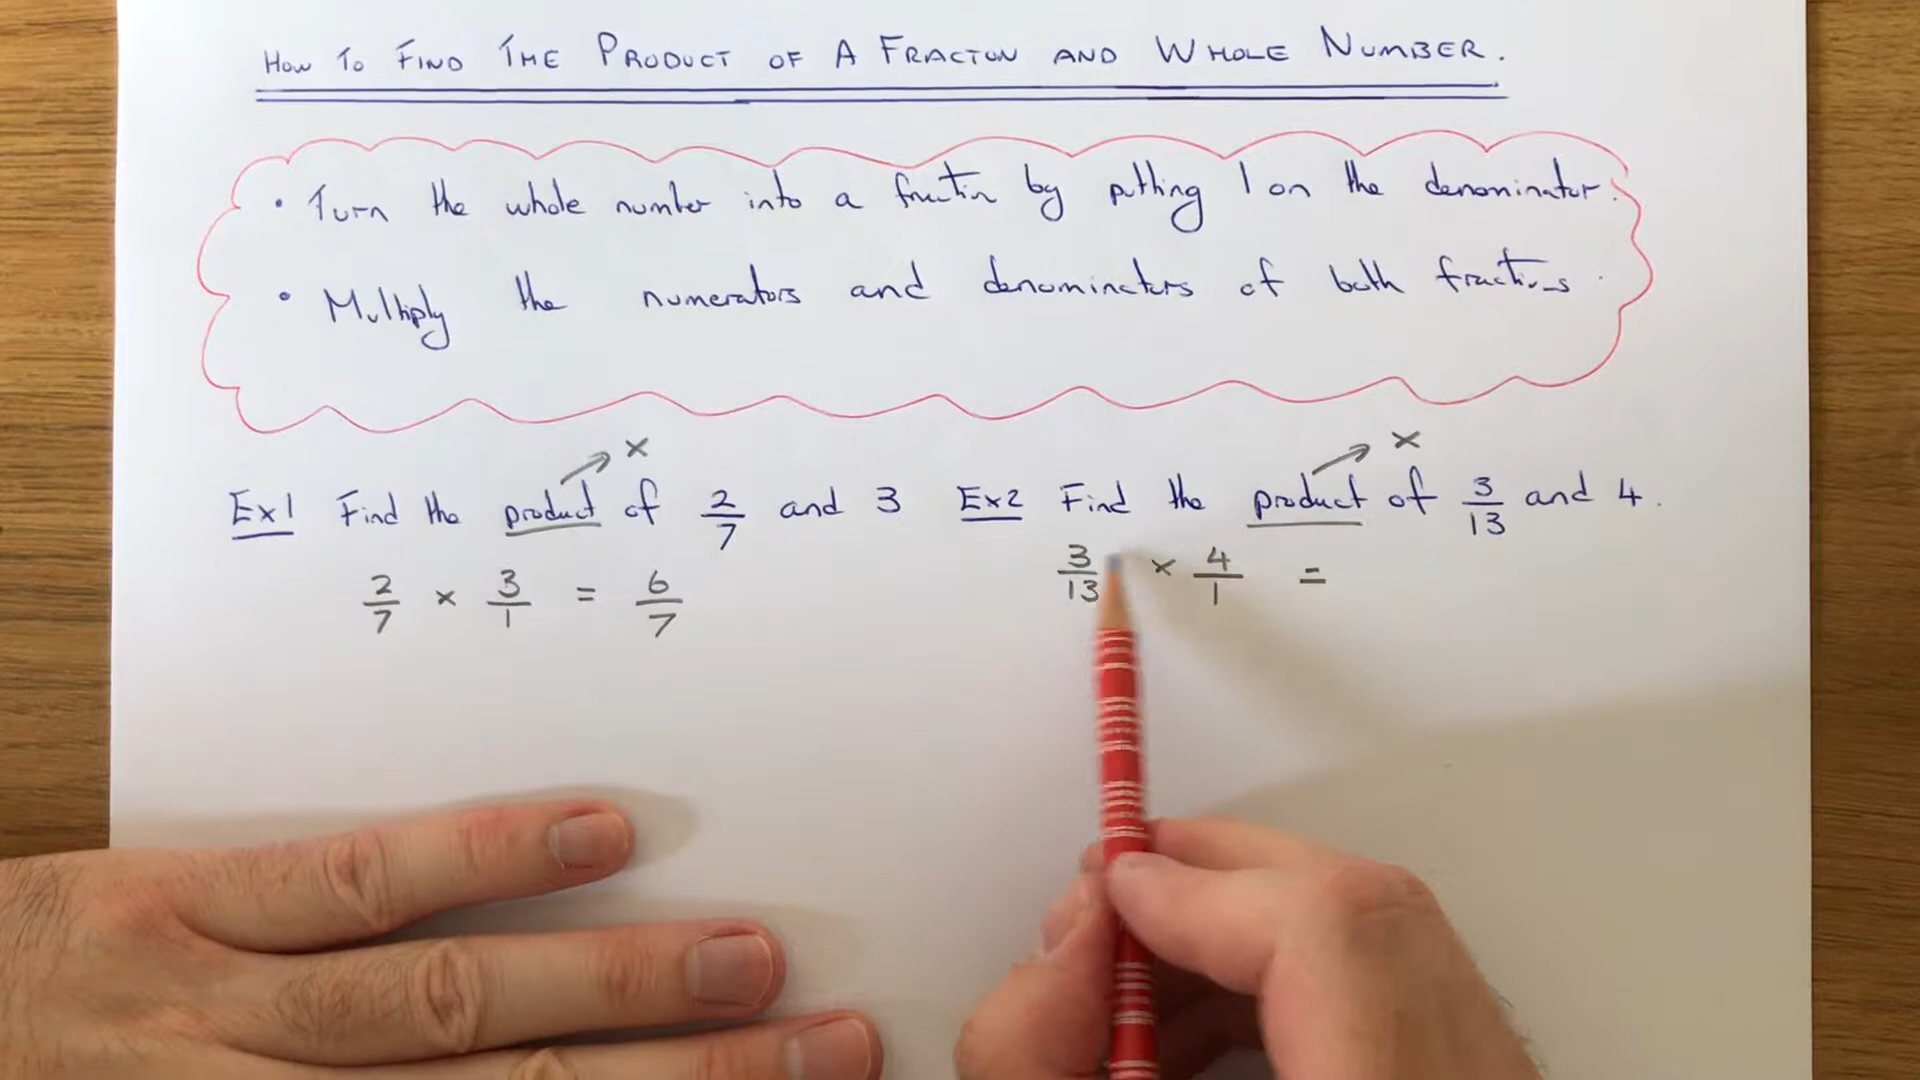 HOW TO FIND THE PRODUCT OF A FRACTON AND WHOLE NUMBER.
• Turn the whole number into a fraction by putting 1 on the denominator.
• Multiply the numerators and denominators of both fractions.
Ex1 Find the product → × of 2/7 and 3
2/7 × 3/1 = 6/7
Ex2 Find the product → × of 3/13 and 4.
3/13 × 4/1 =